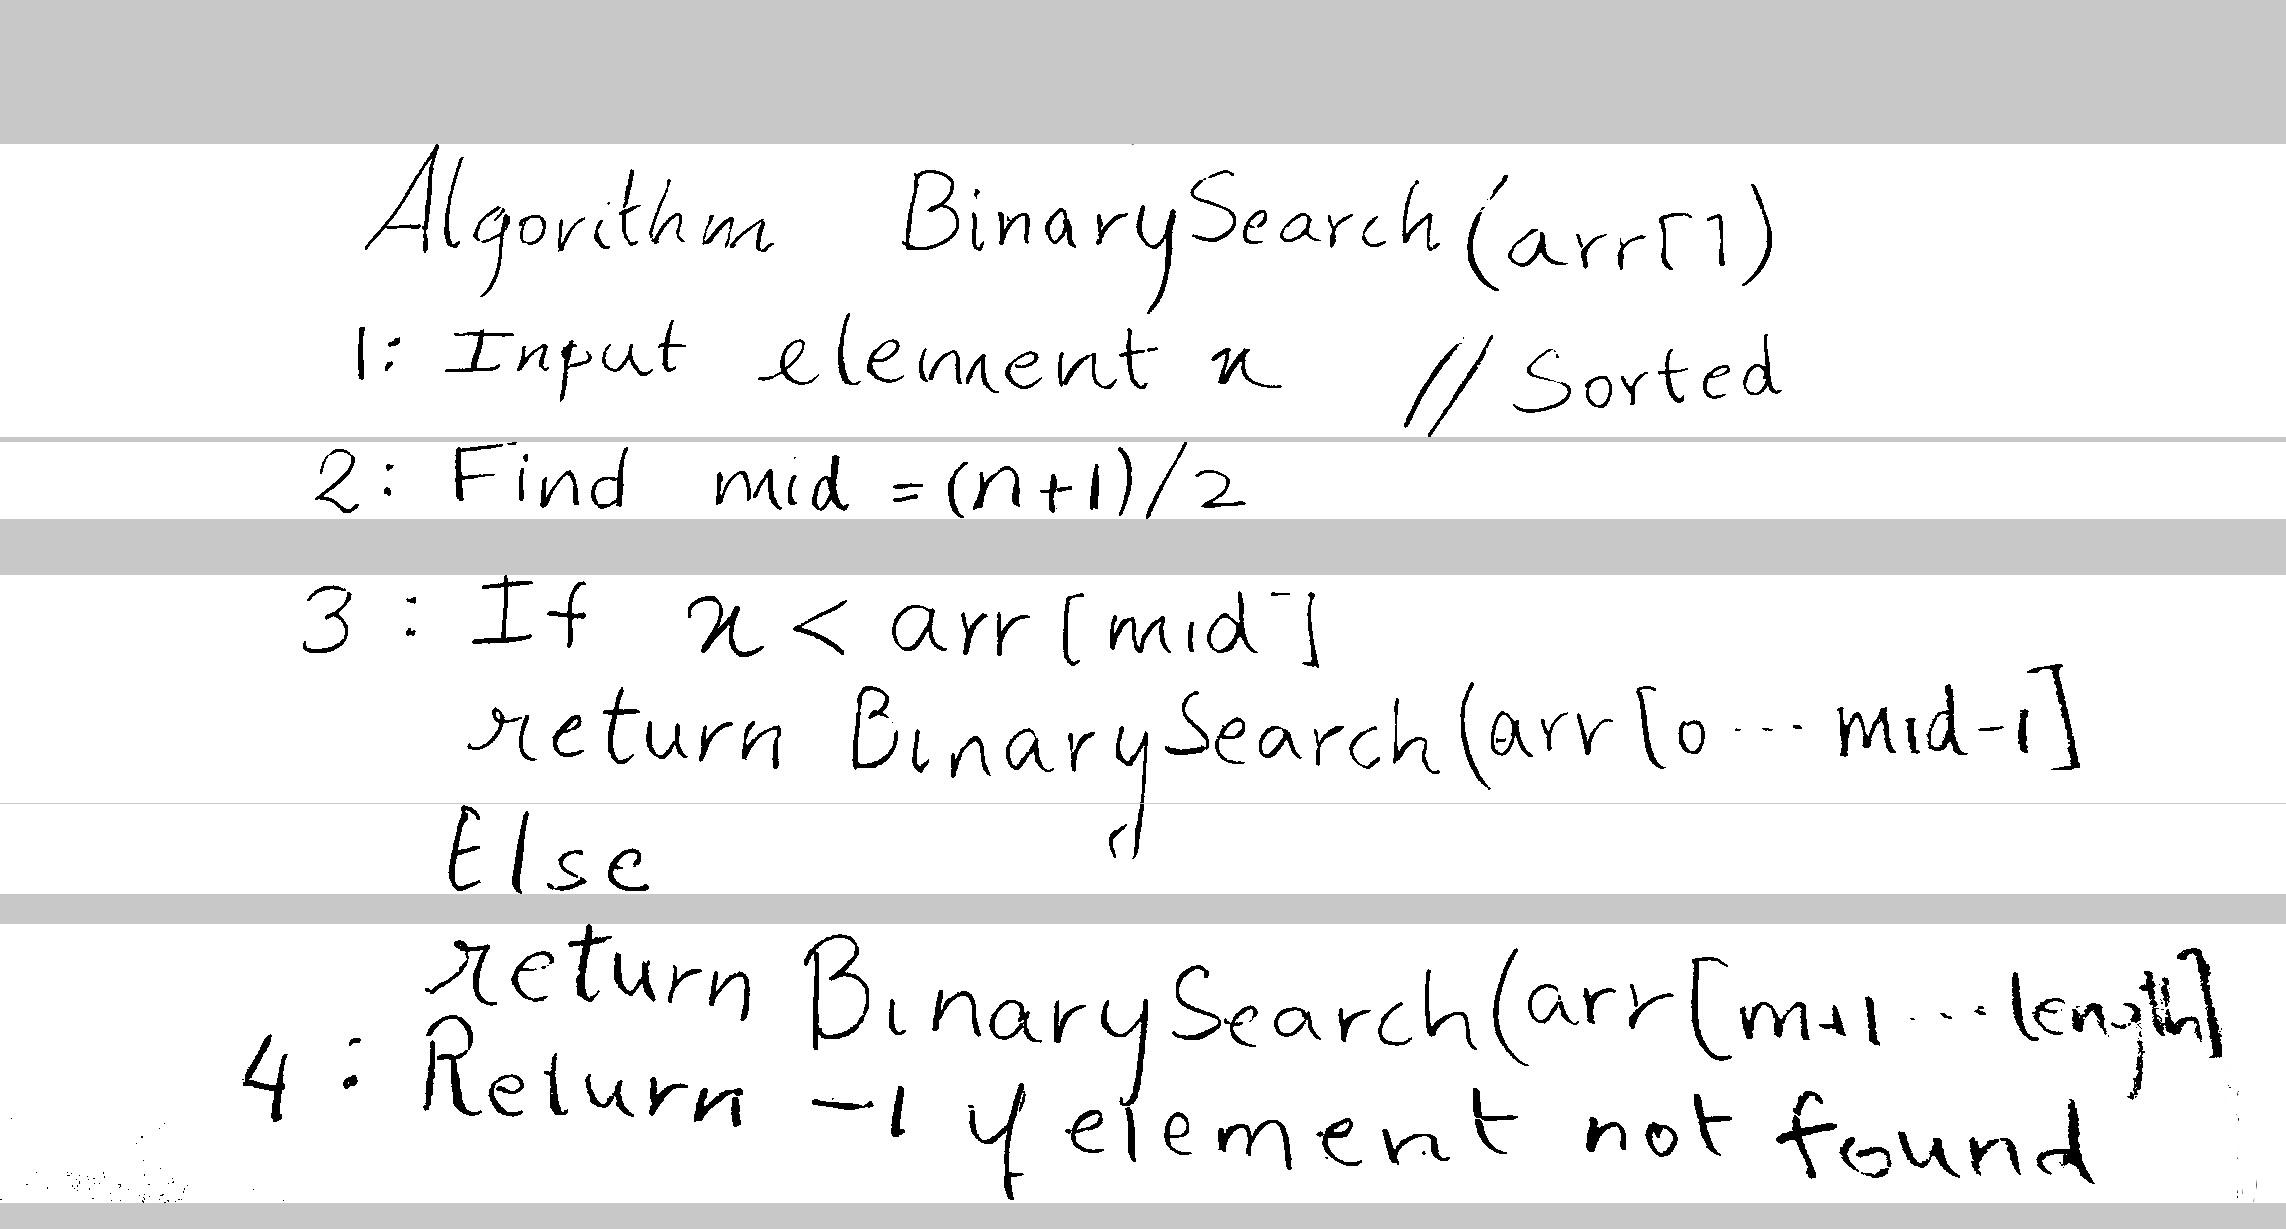 Algorithm BinarySearch(arr[])
1: Input element x // Sorted
2: Find mid = (n+1)/2
3: If x < arr[mid]
return BinarySearch(arr[0...mid-1]
Else
return BinarySearch(arr[m+1...length]
4: Return -1 if element not found